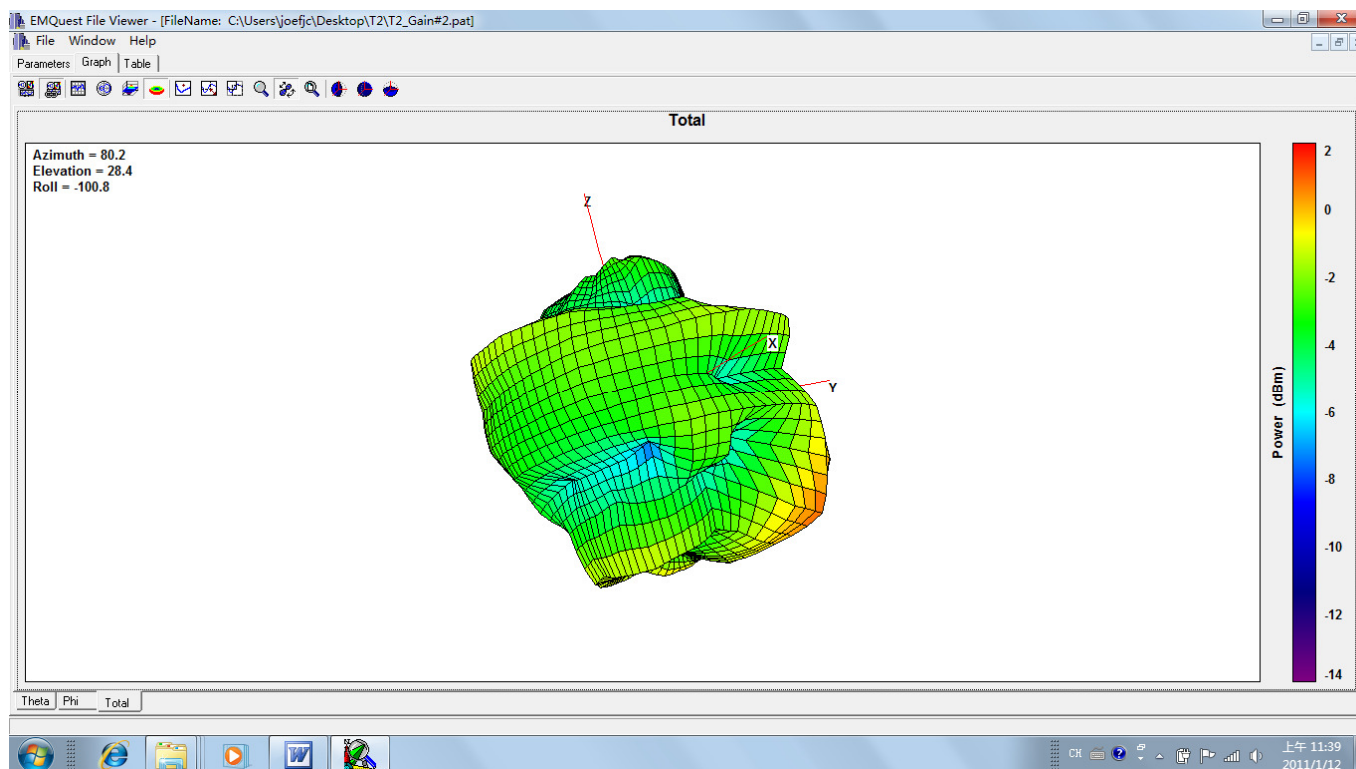 EMQuest File Viewer - [FileName: C:\Users\joefjc\Desktop\T2\T2_Gain#2.pat]
File Window Help
Parameters Graph Table
Total
Azimuth = 80.2
Elevation = 28.4
Roll = -100.8
Z
X
Y
2
0
-2
-4
-6
-8
-10
-12
-14
Power (dBm)
Theta Phi Total
CH
上午 11:39
2011/1/12